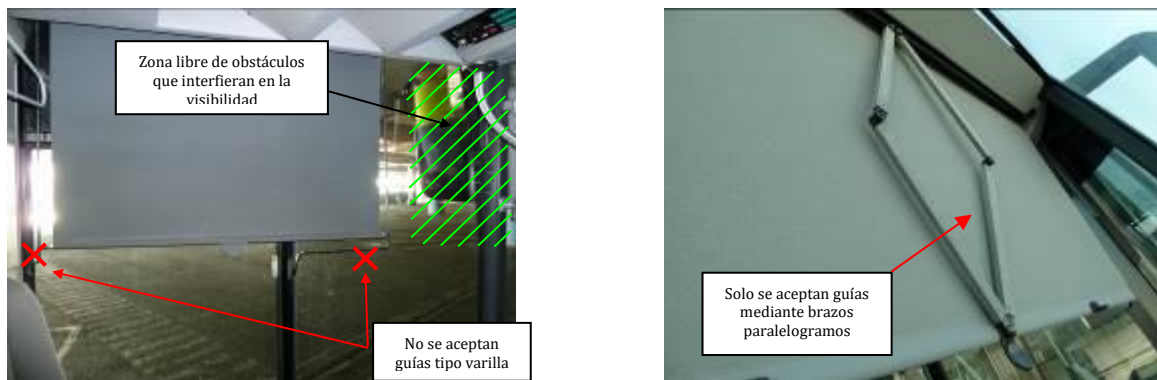 Zona libre de obstáculos
que interfieran en la
visibilidad
No se aceptan
guías tipo varilla
Solo se aceptan guías
mediante brazos
paralelogramos